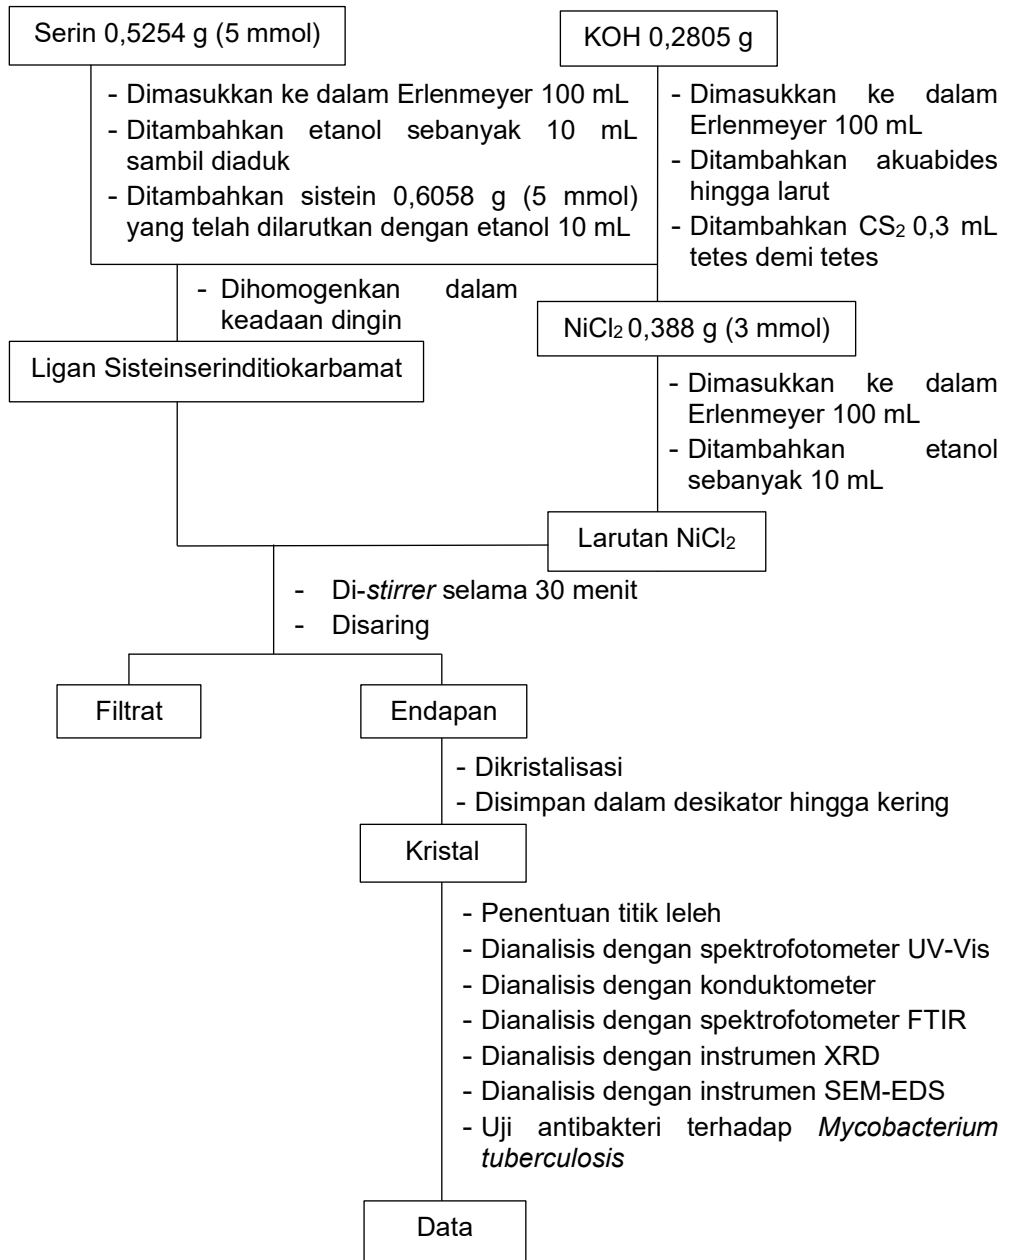 Serin 0,5254 g (5 mmol)
- Dimasukkan ke dalam Erlenmeyer 100 mL
- Ditambahkan etanol sebanyak 10 mL
sambil diaduk
- Ditambahkan sistein 0,6058 g (5 mmol)
yang telah dilarutkan dengan etanol 10 mL
KOH 0,2805 g
- Dimasukkan ke dalam
Erlenmeyer 100 mL
- Ditambahkan akuabides
hingga larut
- Ditambahkan CS₂ 0,3 mL
tetes demi tetes
- Dihomogenkan dalam
keadaan dingin
Ligan Sisteinserinditiokarbamat
NiCl₂ 0,388 g (3 mmol)
- Dimasukkan ke dalam
Erlenmeyer 100 mL
- Ditambahkan etanol
sebanyak 10 mL
Larutan NiCl₂
- Di-stirrer selama 30 menit
- Disaring
Filtrat
Endapan
- Dikristalisasi
- Disimpan dalam desikator hingga kering
Kristal
- Penentuan titik leleh
- Dianalisis dengan spektrofotometer UV-Vis
- Dianalisis dengan konduktometer
- Dianalisis dengan spektrofotometer FTIR
- Dianalisis dengan instrumen XRD
- Dianalisis dengan instrumen SEM-EDS
- Uji antibakteri terhadap Mycobacterium
tuberculosis
Data